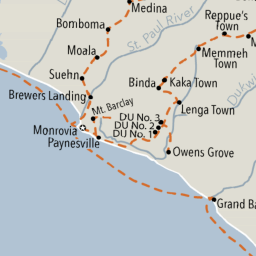 Medina
Bomboma
Reppue's
Town
St. Paul River
Moala
Memmeh
Town
Suehn
Binda
Kaka Town
Brewers Landing
Mt. Barclay
Lenga Town
DU No. 3
DU No. 2
DU No. 1
Monrovia
Paynesville
Owens Grove
Grand Ba